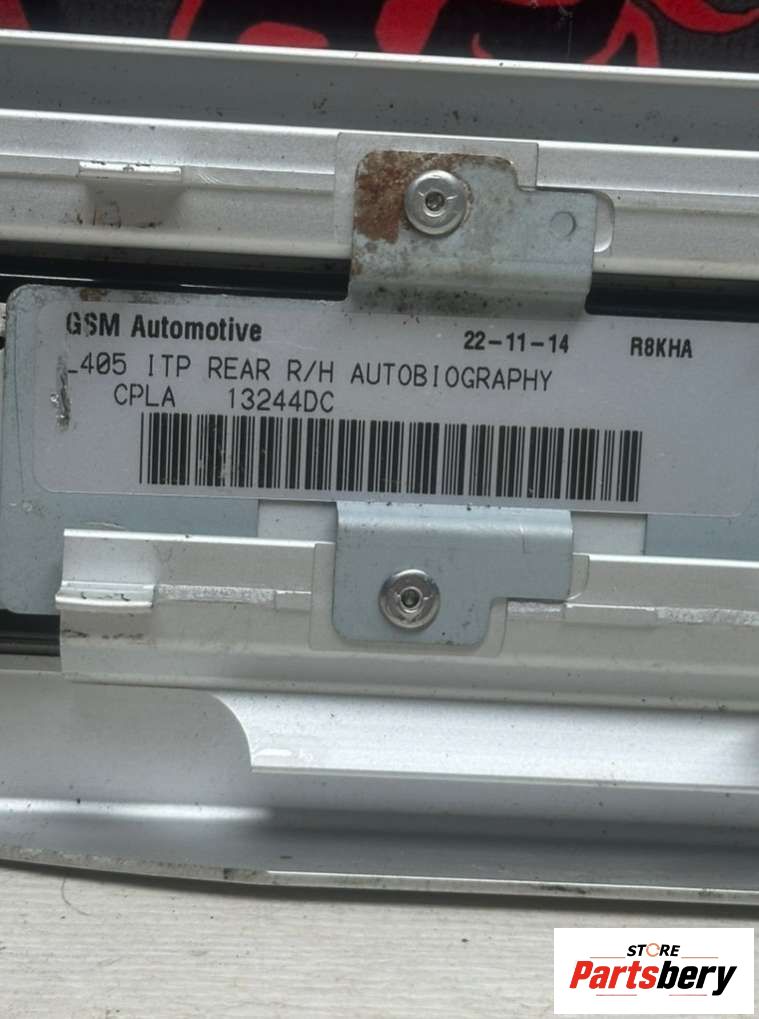 GSM Automotive 22-11-14 R8KHA
405 ITP REAR R/H AUTOBIOGRAPHY
CPLA 13244DC
STORE
Partsbery